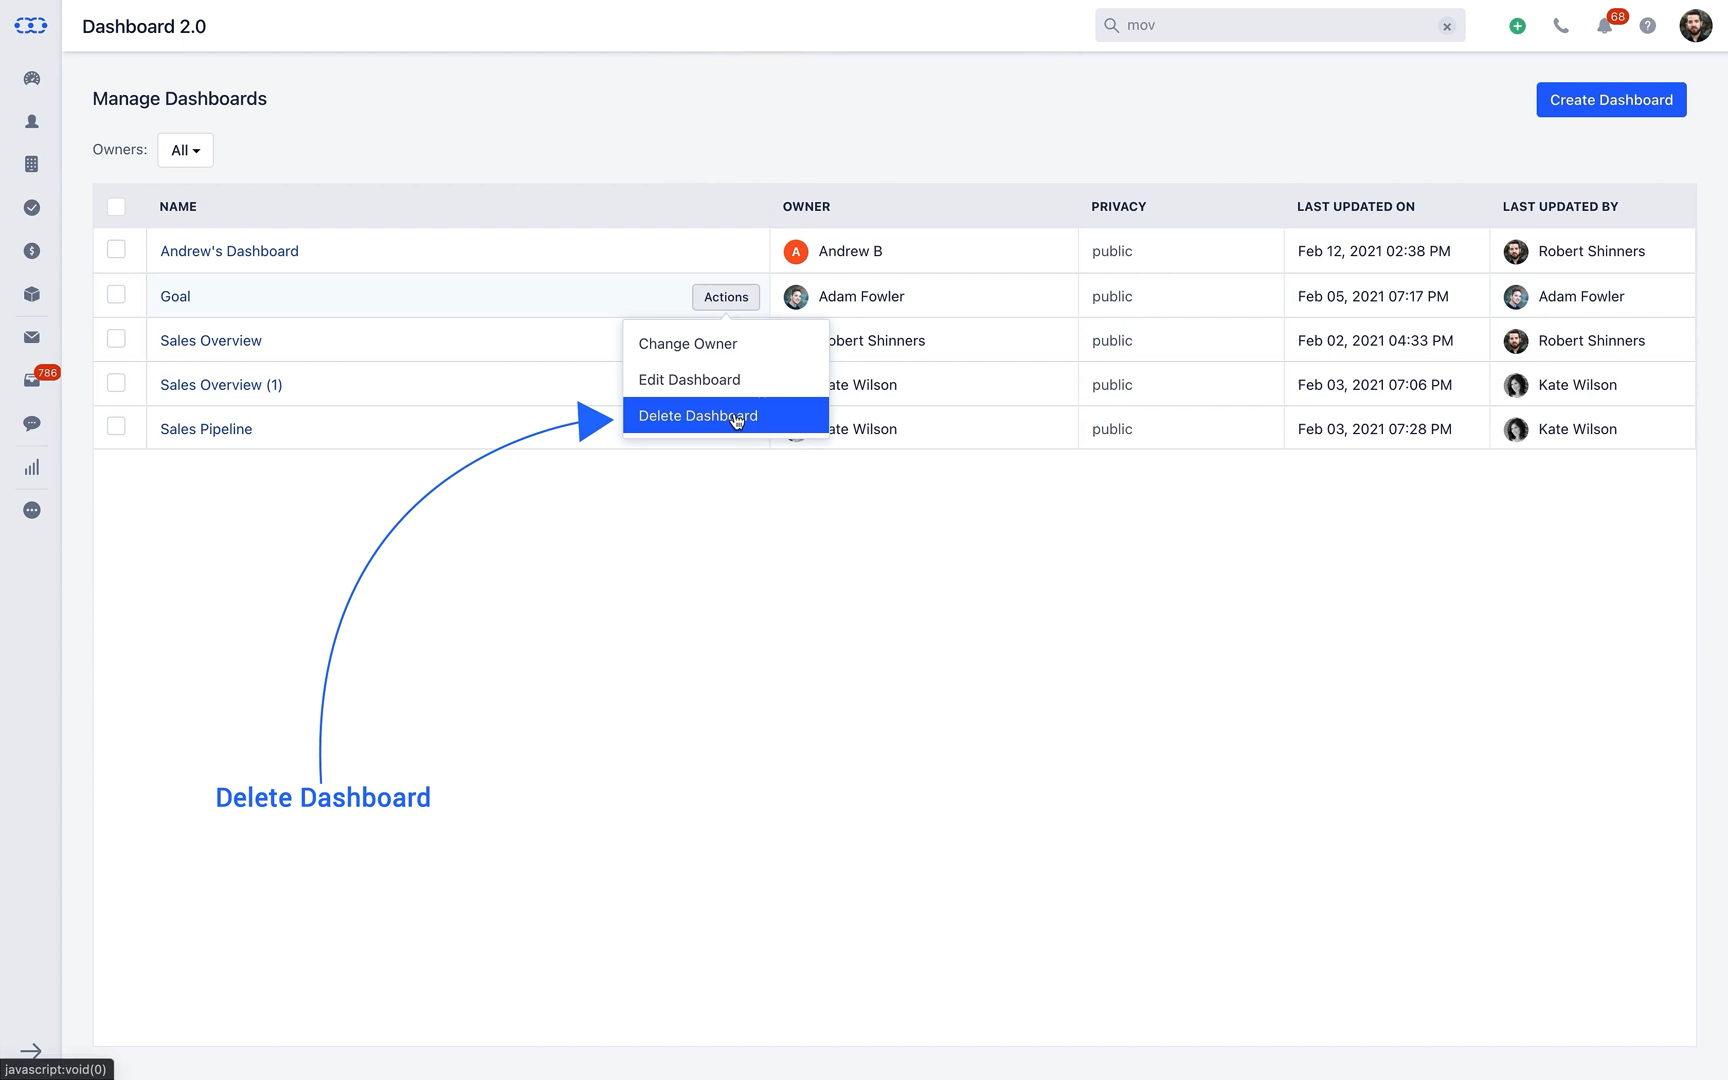 Dashboard 2.0
mov
68
Manage Dashboards
Create Dashboard
Owners:
All
NAME
OWNER
PRIVACY
LAST UPDATED ON
LAST UPDATED BY
Andrew's Dashboard
A
Andrew B
public
Feb 12, 2021 02:38 PM
Robert Shinners
Goal
Actions
Adam Fowler
public
Feb 05, 2021 07:17 PM
Adam Fowler
Sales Overview
Change Owner
obert Shinners
public
Feb 02, 2021 04:33 PM
Robert Shinners
786
Sales Overview (1)
Edit Dashboard
ate Wilson
public
Feb 03, 2021 07:06 PM
Kate Wilson
Delete Dashboard
Sales Pipeline
ate Wilson
public
Feb 03, 2021 07:28 PM
Kate Wilson
Delete Dashboard
javascript:void(0)